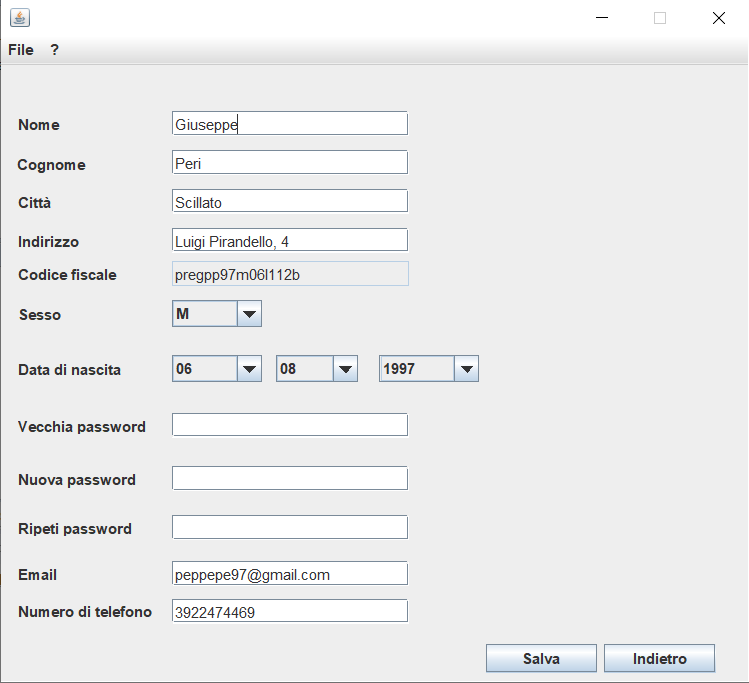 File ?
Nome Giuseppe
Cognome Peri
Città Scillato
Indirizzo Luigi Pirandello, 4
Codice fiscale pregpp97m06l112b
Sesso M
Data di nascita 06 08 1997
Vecchia password
Nuova password
Ripeti password
Email peppepe97@gmail.com
Numero di telefono 3922474469
Salva Indietro